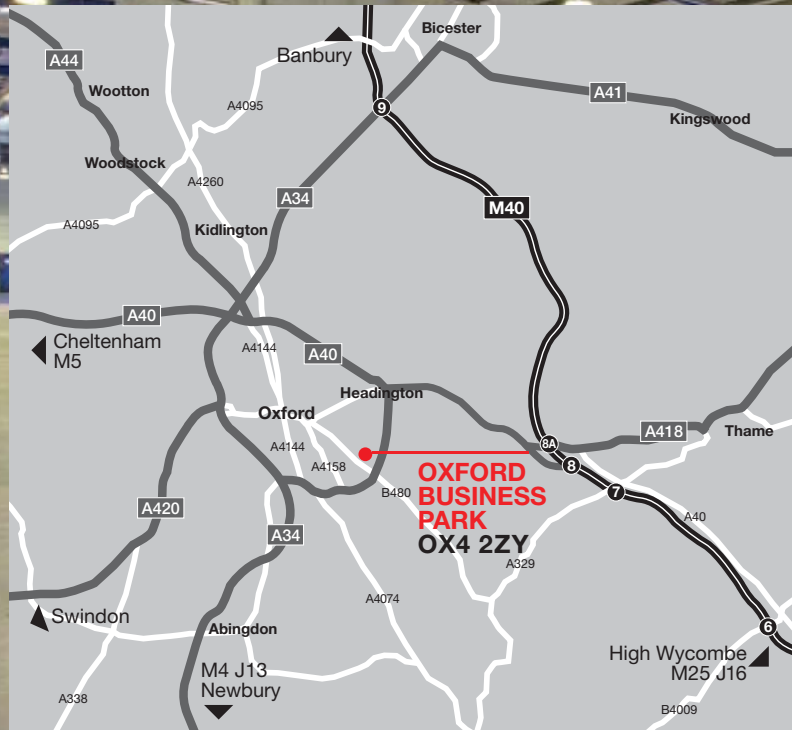 Bicester
Banbury
A44
Wootton
A4095
9
A41
Kingswood
Woodstock
A4260
A34
M40
A4095
Kidlington
A40
Cheltenham
M5
A4144
A40
Headington
Oxford
8A
A418
Thame
A4144
A4158
8
B480
OXFORD
BUSINESS
PARK
OX4 2ZY
7
A420
A34
A40
A329
A4074
Swindon
Abingdon
6
High Wycombe
M25 J16
M4 J13
Newbury
A338
B4009